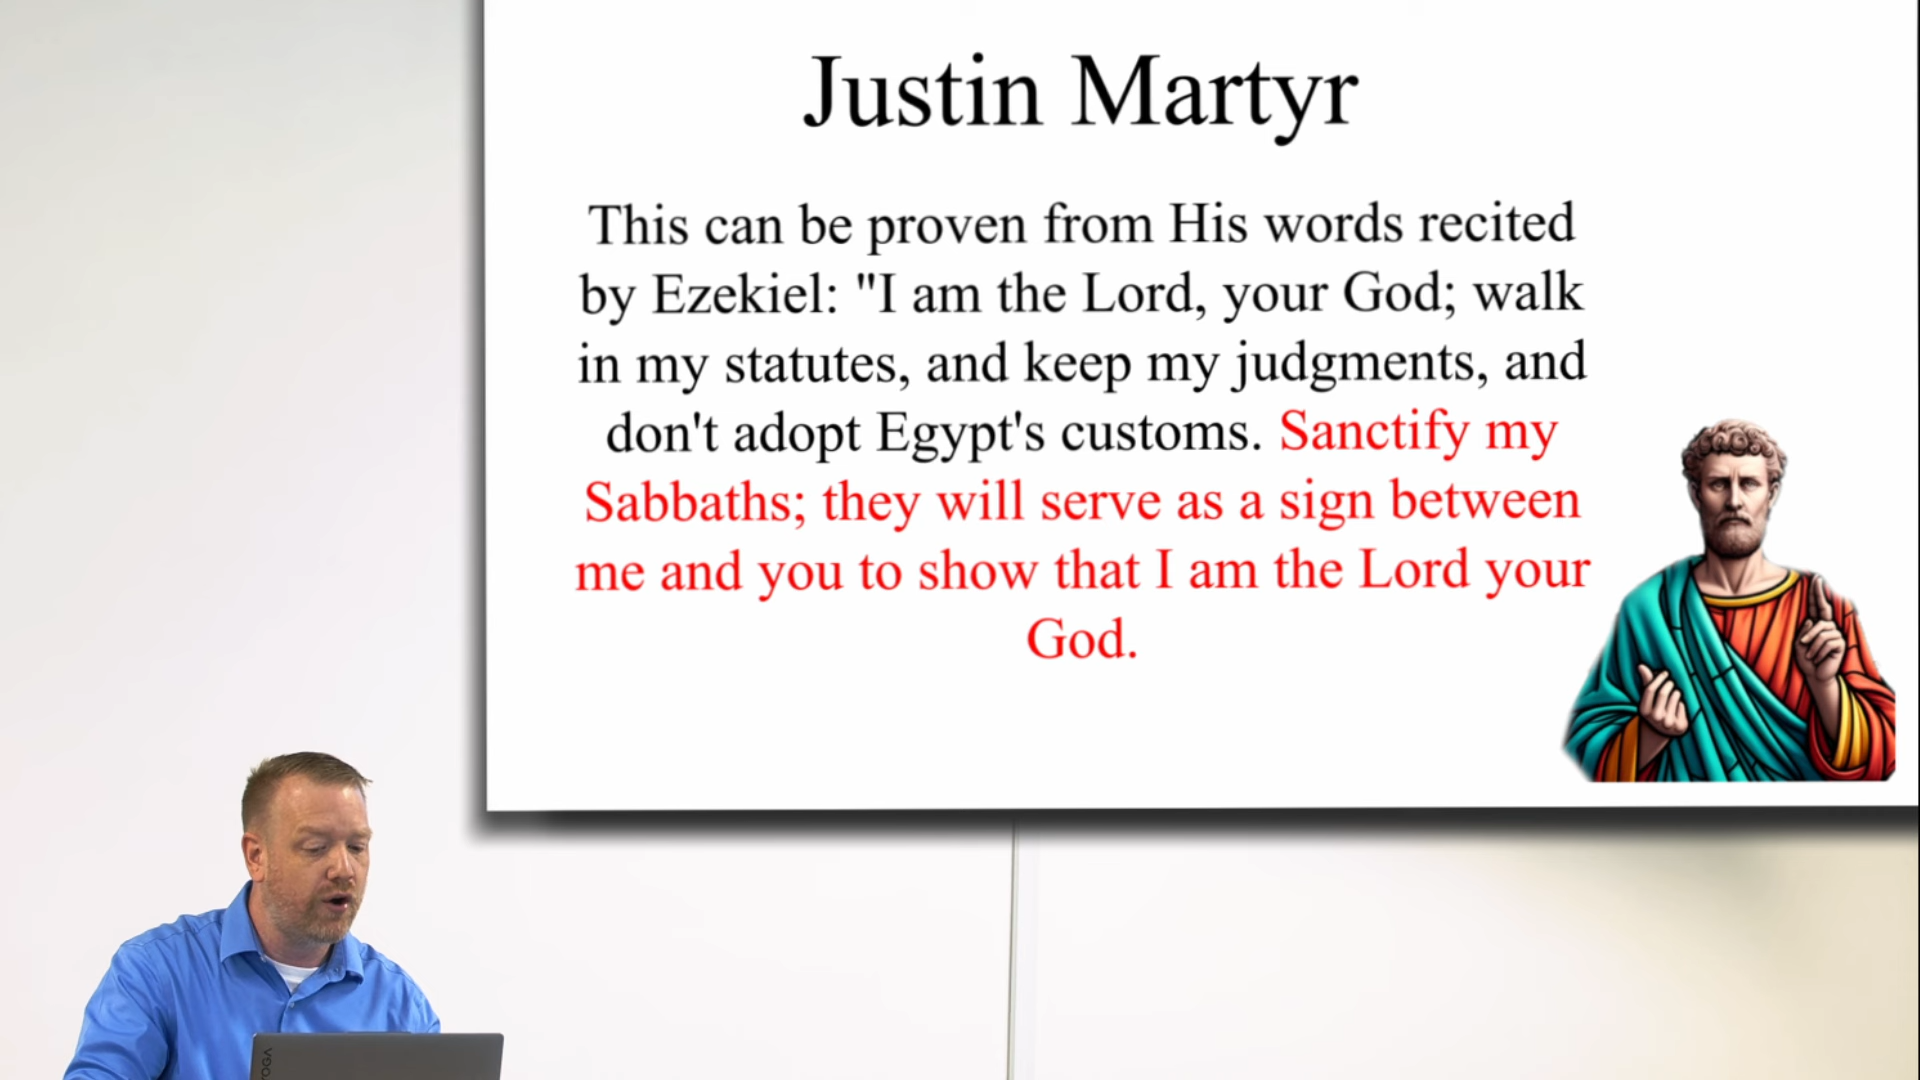 Justin Martyr
This can be proven from His words recited
by Ezekiel: "I am the Lord, your God; walk
in my statutes, and keep my judgments, and
don't adopt Egypt's customs. Sanctify my
Sabbaths; they will serve as a sign between
me and you to show that I am the Lord your
God.
YOGA